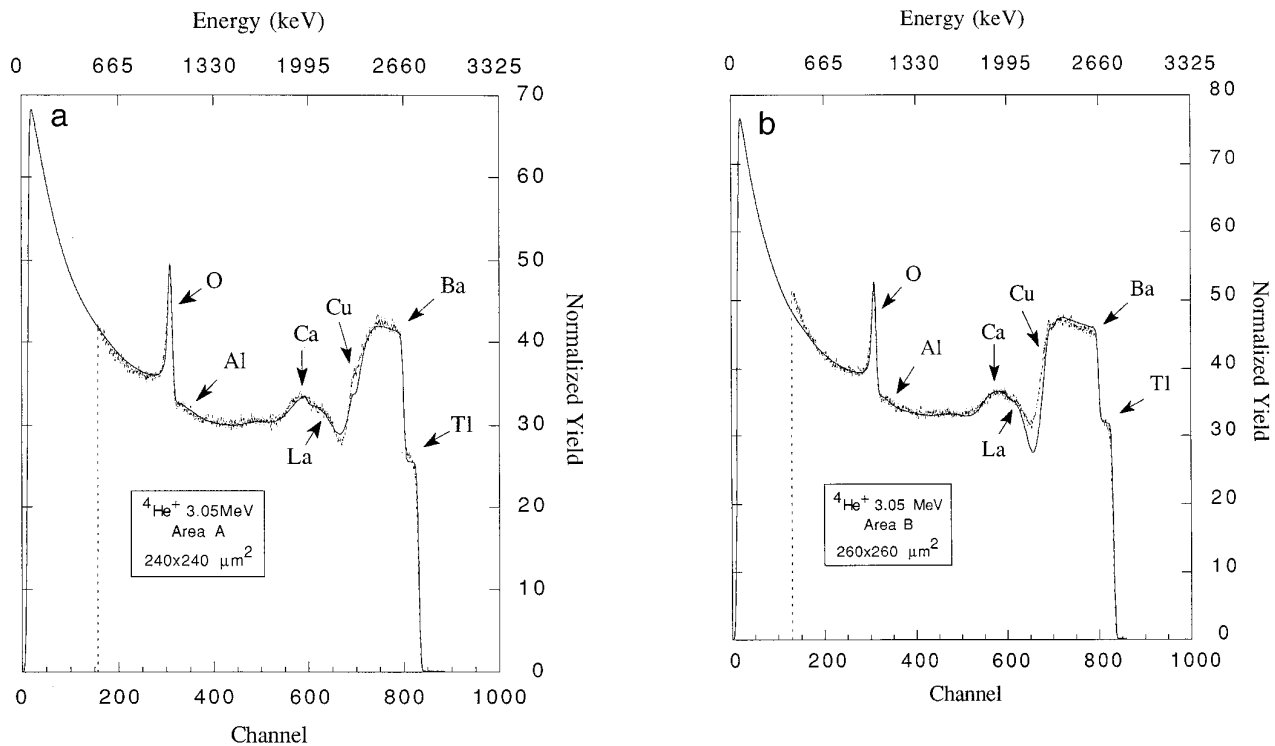 Energy (keV)
0 665 1330 1995 2660 3325
a
70
60
50
40
30
20
10
0
Normalized Yield
O
Al
Ca
La
Cu
Ba
Tl
⁴He⁺ 3.05MeV
Area A
240x240 µm²
0 200 400 600 800 1000
Channel
Energy (keV)
0 665 1330 1995 2660 3325
b
80
70
60
50
40
30
20
10
0
Normalized Yield
O
Al
Ca
La
Cu
Ba
Tl
⁴He⁺ 3.05 MeV
Area B
260x260 µm²
0 200 400 600 800 1000
Channel